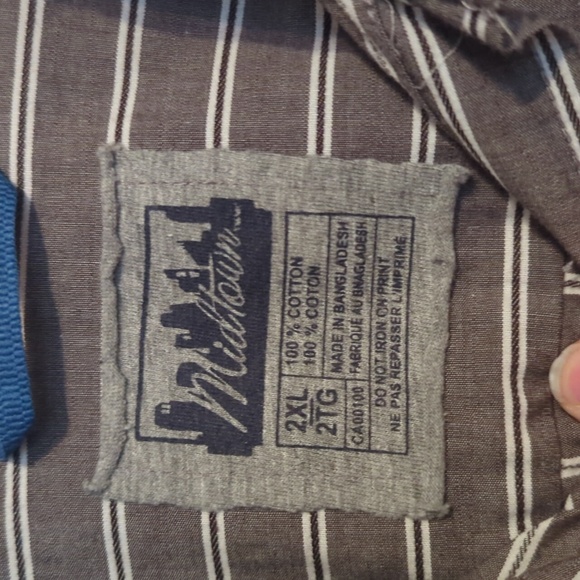 Midtown
2XL
2TG
100 % COTTON
100 % COTON
CA00100
MADE IN BANGLADESH
FABRIQUÉ AU BNAGLADESH
DO NOT IRON ON PRINT
NE PAS REPASSER L'IMPRIMÉ